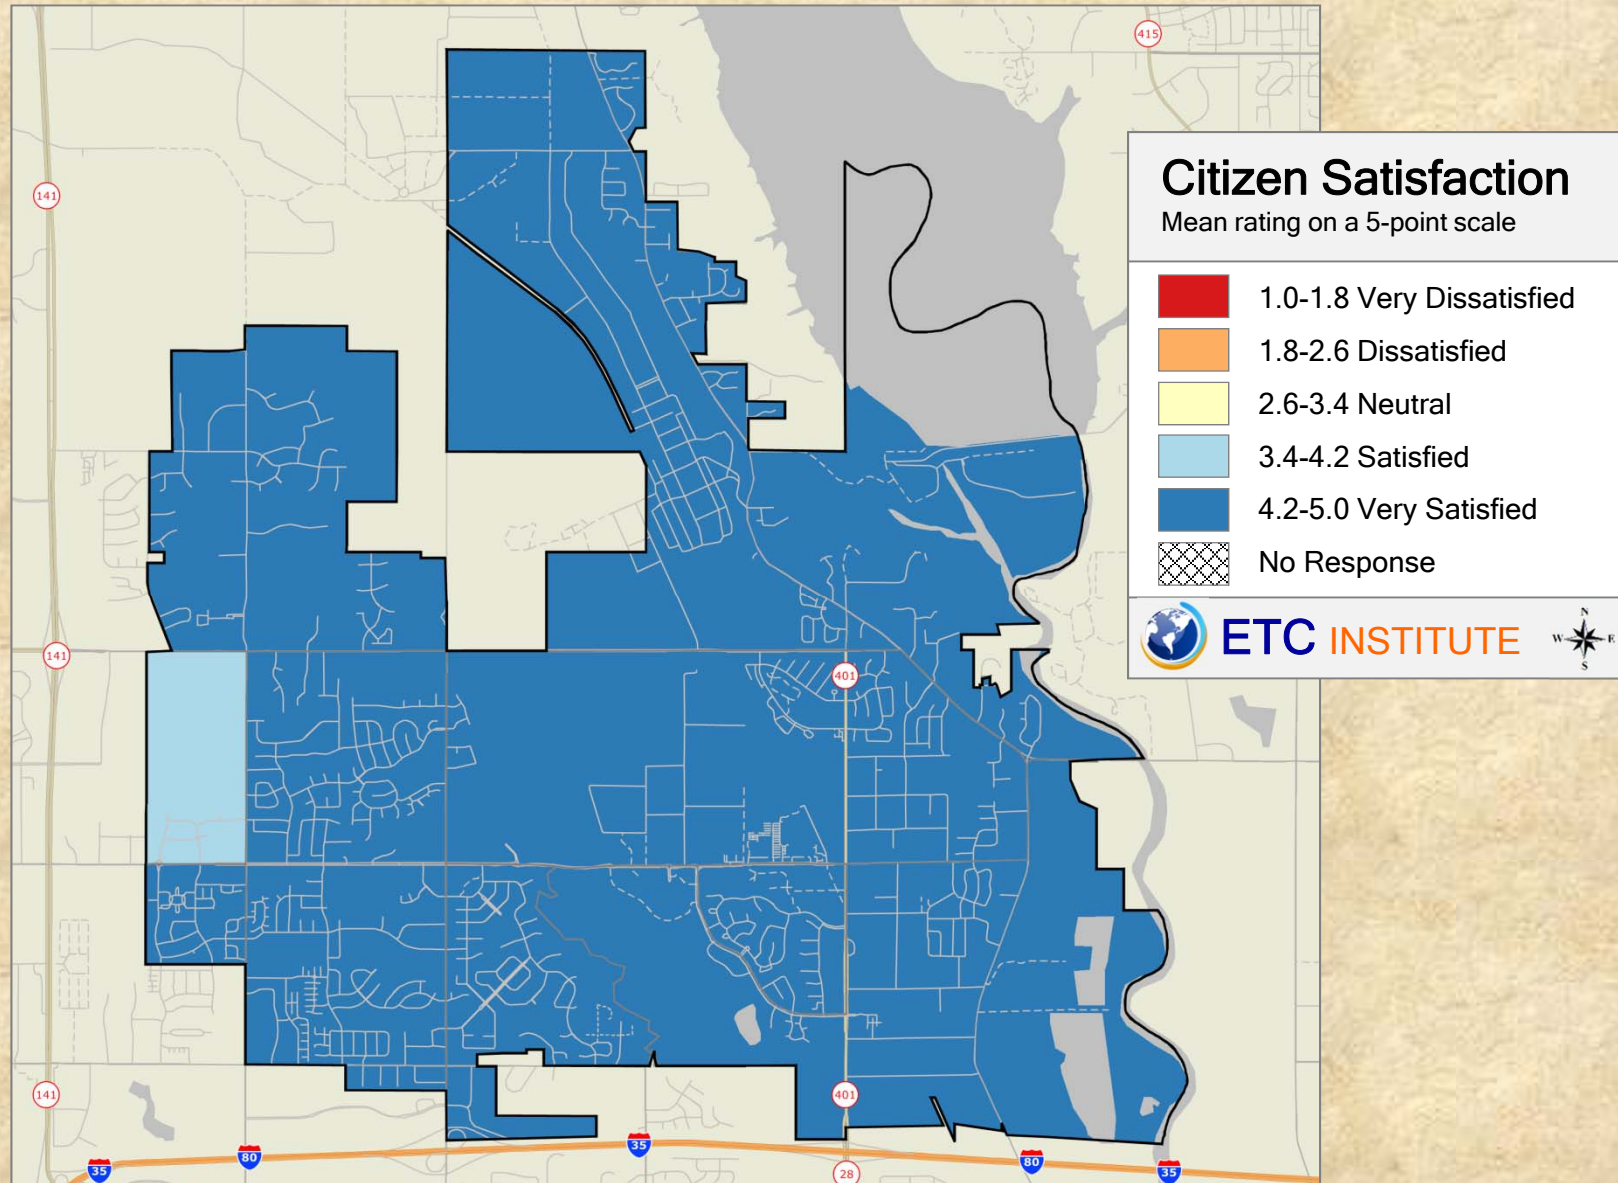 415
141
Citizen Satisfaction
Mean rating on a 5-point scale
1.0-1.8 Very Dissatisfied
1.8-2.6 Dissatisfied
2.6-3.4 Neutral
3.4-4.2 Satisfied
4.2-5.0 Very Satisfied
No Response
ETC INSTITUTE
N
W E
S
141
401
141
401
35
80
35
80
35
28